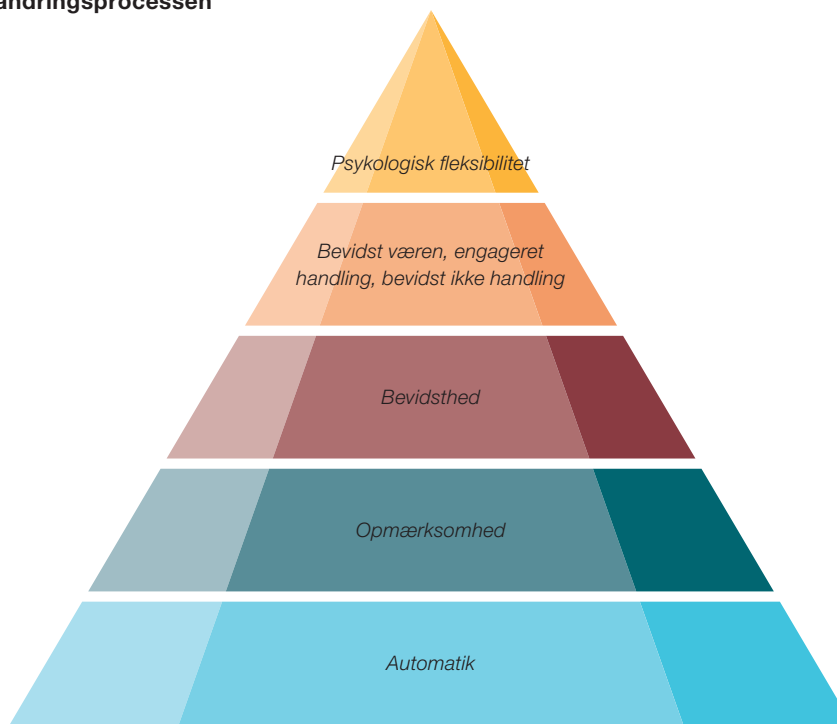 andringsprocessen
Psykologisk fleksibilitet
Bevidst væren, engageret
handling, bevidst ikke handling
Bevidsthed
Opmærksomhed
Automatik